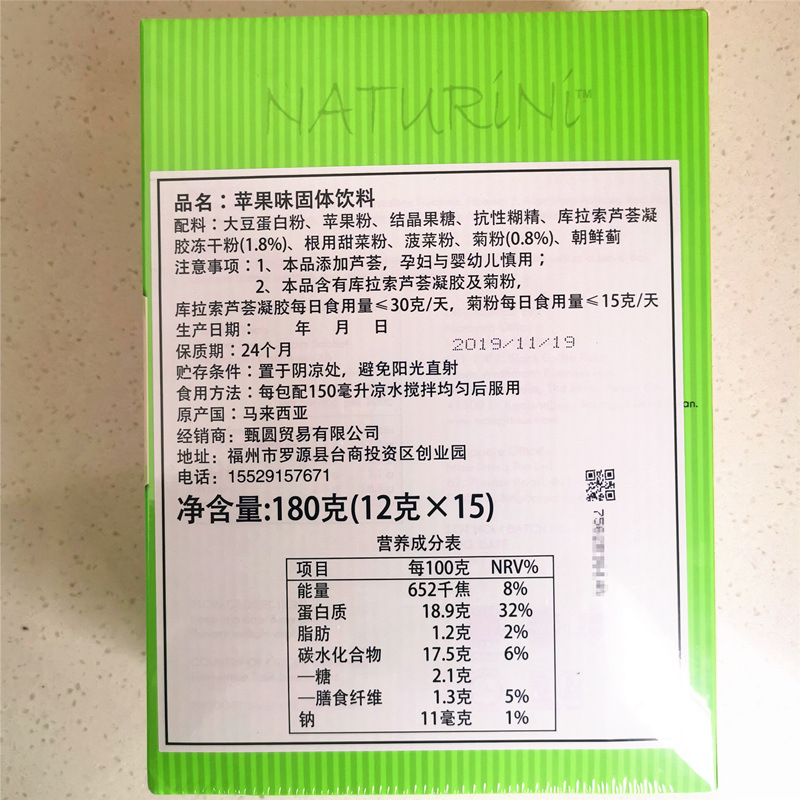 NATURiNi™
品名：苹果味固体饮料
配料：大豆蛋白粉、苹果粉、结晶果糖、抗性糊精、库拉索芦荟凝
胶冻干粉(1.8%)、根用甜菜粉、菠菜粉、菊粉(0.8%)、朝鲜蓟
注意事项：1、本品添加芦荟，孕妇与婴幼儿慎用；
2、本品含有库拉索芦荟凝胶及菊粉，
库拉索芦荟凝胶每日食用量≤30克/天，菊粉每日食用量≤15克/天
生产日期： 年 月 日
保质期：24个月 2019/11/19
贮存条件：置于阴凉处，避免阳光直射
食用方法：每包配150毫升凉水搅拌均匀后服用
an.
原产国：马来西亚
经销商：甄圆贸易有限公司
地址：福州市罗源县台商投资区创业园
电话：15529157671
净含量:180克(12克×15)
756
营养成分表
项目 每100克 NRV%
能量 652千焦 8%
蛋白质 18.9克 32%
脂肪 1.2克 2%
碳水化合物 17.5克 6%
—糖 2.1克
—膳食纤维 1.3克 5%
钠 11毫克 1%